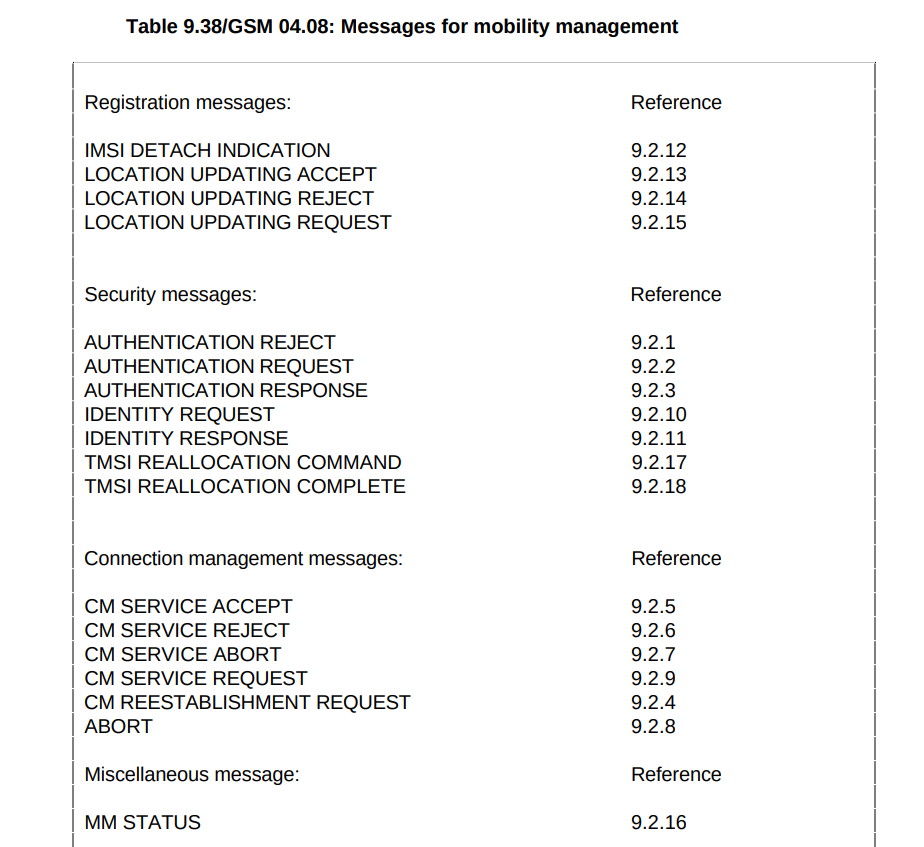 Table 9.38/GSM 04.08: Messages for mobility management
Registration messages: Reference
IMSI DETACH INDICATION 9.2.12
LOCATION UPDATING ACCEPT 9.2.13
LOCATION UPDATING REJECT 9.2.14
LOCATION UPDATING REQUEST 9.2.15
Security messages: Reference
AUTHENTICATION REJECT 9.2.1
AUTHENTICATION REQUEST 9.2.2
AUTHENTICATION RESPONSE 9.2.3
IDENTITY REQUEST 9.2.10
IDENTITY RESPONSE 9.2.11
TMSI REALLOCATION COMMAND 9.2.17
TMSI REALLOCATION COMPLETE 9.2.18
Connection management messages: Reference
CM SERVICE ACCEPT 9.2.5
CM SERVICE REJECT 9.2.6
CM SERVICE ABORT 9.2.7
CM SERVICE REQUEST 9.2.9
CM REESTABLISHMENT REQUEST 9.2.4
ABORT 9.2.8
Miscellaneous message: Reference
MM STATUS 9.2.16